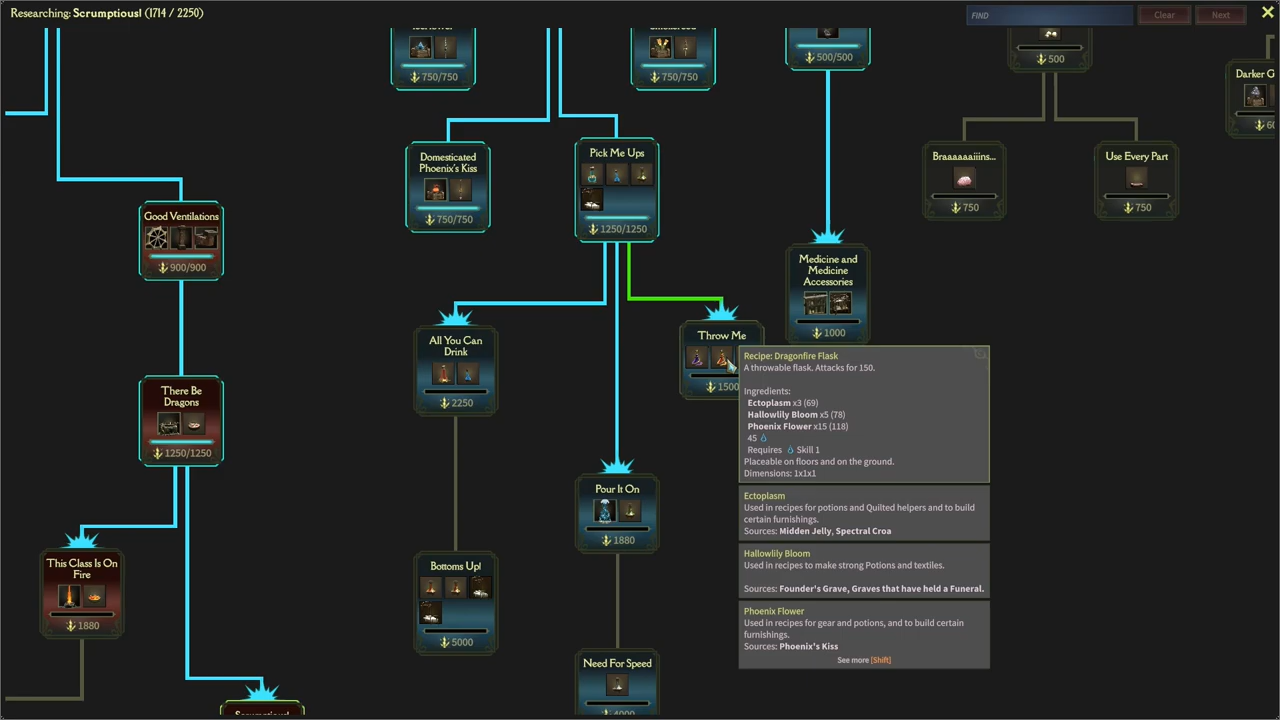 Researching: Scrumptious! (1714 / 2250)
FIND
Clear
Next
750/750
750/750
500/500
500
Darker G
60
Domesticated
Phoenix's Kiss
750/750
Pick Me Ups
1250/1250
Braaaaaaiiins...
750
Use Every Part
750
Good Ventilations
900/900
Medicine and
Medicine
Accessories
1000
All You Can
Drink
2250
Throw Me
1500
Recipe: Dragonfire Flask
A throwable flask. Attacks for 150.
Ingredients:
Ectoplasm x3 (69)
Hallowlily Bloom x5 (78)
Phoenix Flower x15 (118)
45
Requires Skill 1
Placeable on floors and on the ground.
Dimensions: 1x1x1
Ectoplasm
Used in recipes for potions and Quilted helpers and to build
certain furnishings.
Sources: Midden Jelly, Spectral Croa
Hallowlily Bloom
Used in recipes to make strong Potions and textiles.
Sources: Founder's Grave, Graves that have held a Funeral.
Phoenix Flower
Used in recipes for gear and potions, and to build certain
furnishings.
Sources: Phoenix's Kiss
See more [Shift]
There Be
Dragons
1250/1250
Pour It On
1880
This Class Is On
Fire
1880
Bottoms Up!
5000
Need For Speed
4000
Scrumptious!